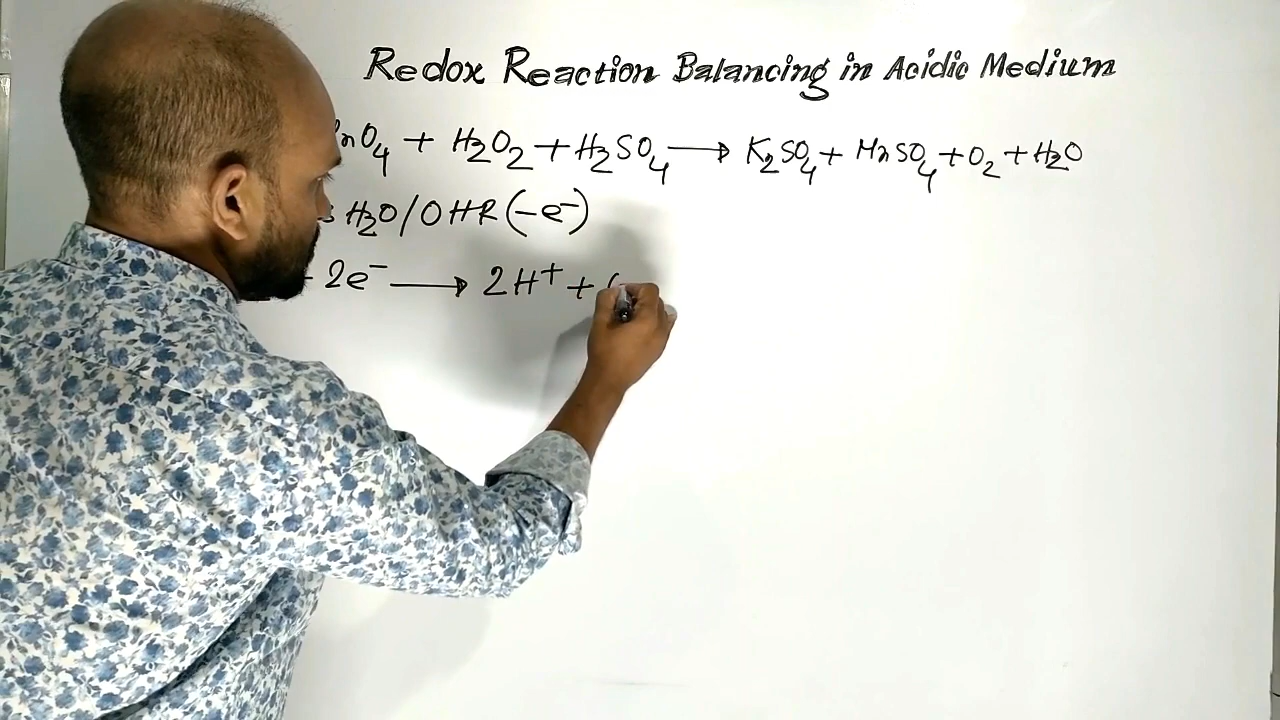 Redox Reaction Balancing in Acidic Medium
nO4 + H2O2 + H2SO4 → K2SO4 + MnSO4 + O2 + H2O
H2O/OHR(-e-)
2e- → 2H+ +